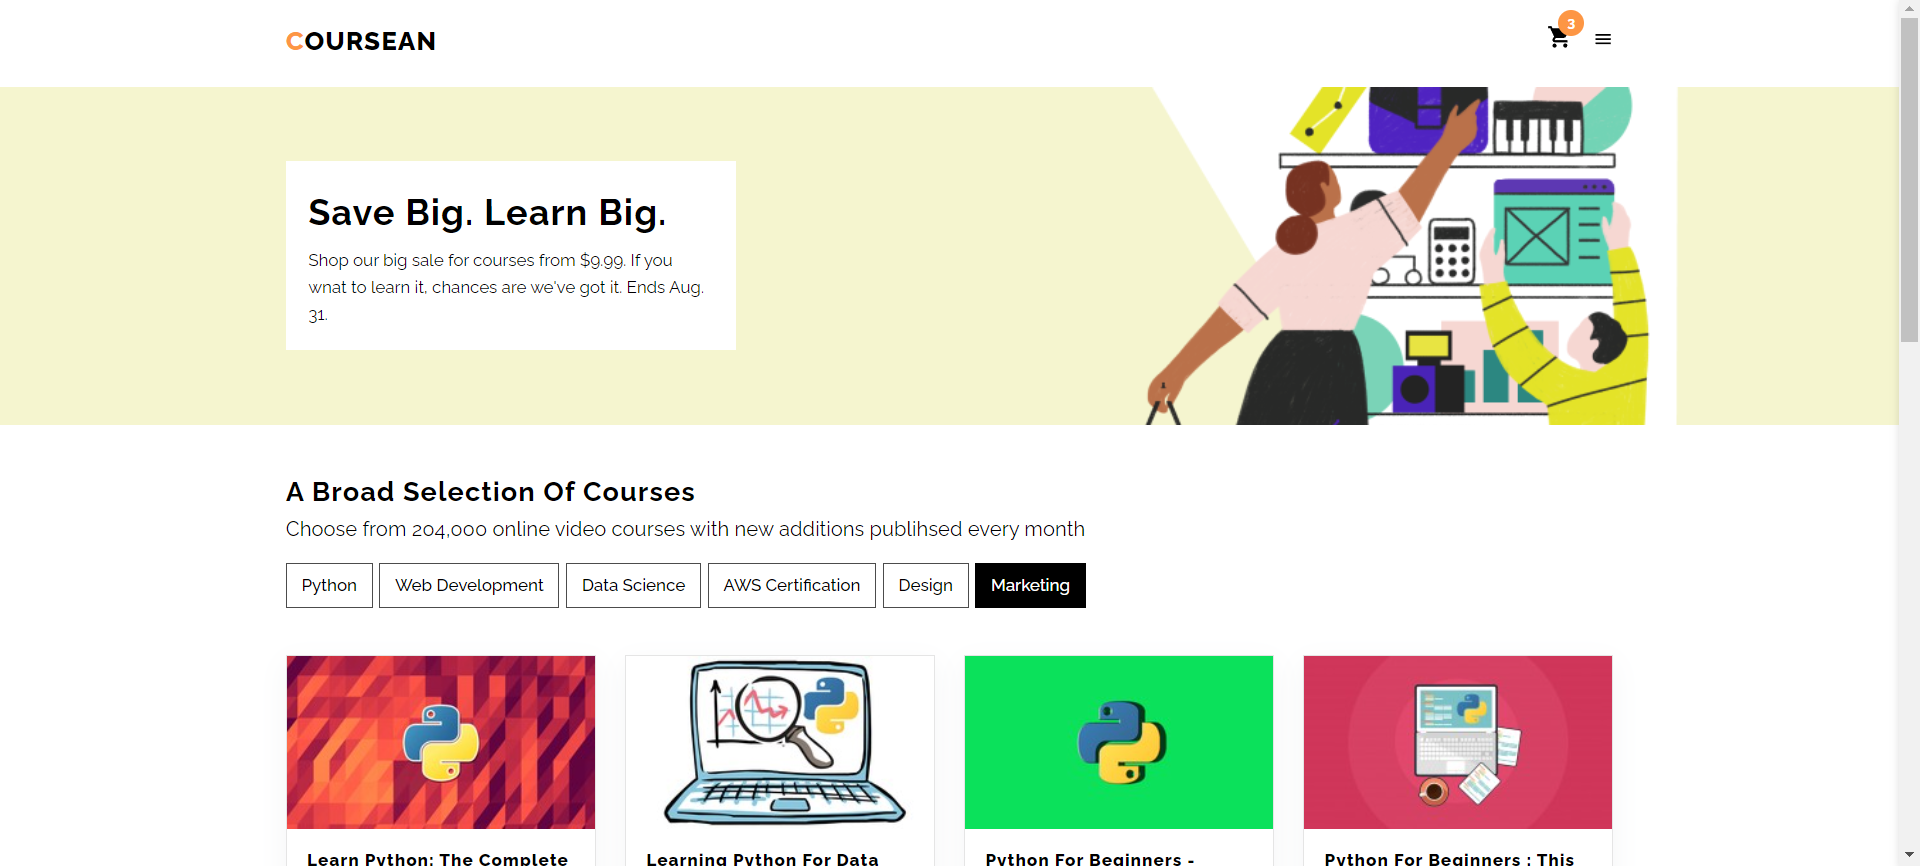 COURSEAN
3
Save Big. Learn Big.
Shop our big sale for courses from $9.99. If you
wnat to learn it, chances are we've got it. Ends Aug.
31.
A Broad Selection Of Courses
Choose from 204,000 online video courses with new additions publihsed every month
Python
Web Development
Data Science
AWS Certification
Design
Marketing
Learn Python: The Complete
Learning Python For Data
Python For Beginners -
Python For Beginners : This